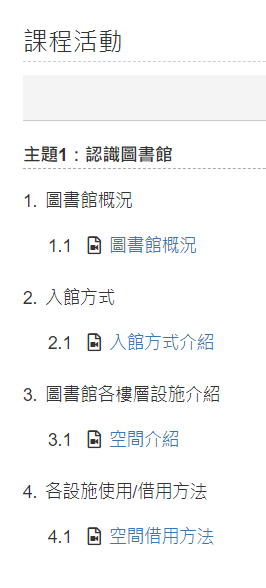 課程活動
主題1：認識圖書館
1. 圖書館概況
1.1 圖書館概況
2. 入館方式
2.1 入館方式介紹
3. 圖書館各樓層設施介紹
3.1 空間介紹
4. 各設施使用/借用方法
4.1 空間借用方法